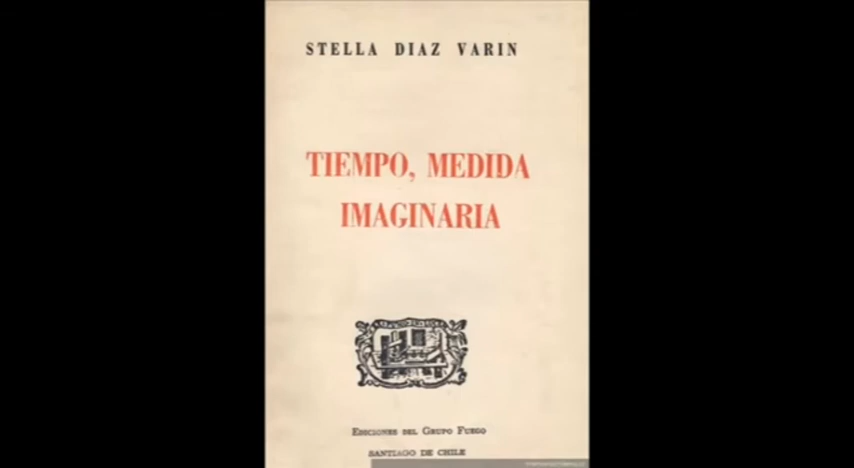 STELLA DIAZ VARIN
TIEMPO, MEDIDA
IMAGINARIA
EDICIONES DEL GRUPO FUEGO
SANTIAGO DE CHILE